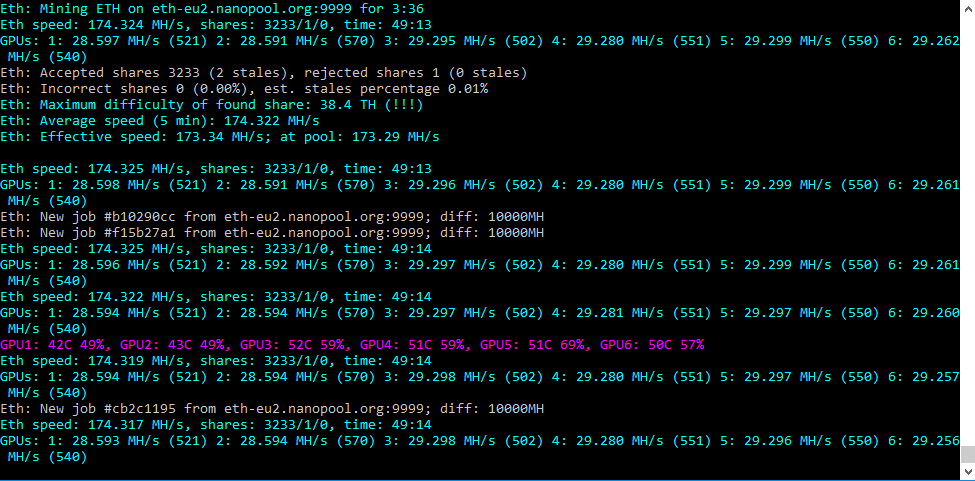 Eth: Mining ETH on eth-eu2.nanopool.org:9999 for 3:36
Eth speed: 174.324 MH/s, shares: 3233/1/0, time: 49:13
GPUs: 1: 28.597 MH/s (521) 2: 28.591 MH/s (570) 3: 29.295 MH/s (502) 4: 29.280 MH/s (551) 5: 29.299 MH/s (550) 6: 29.262
MH/s (540)
Eth: Accepted shares 3233 (2 stales), rejected shares 1 (0 stales)
Eth: Incorrect shares 0 (0.00%), est. stales percentage 0.01%
Eth: Maximum difficulty of found share: 38.4 TH (!!!)
Eth: Average speed (5 min): 174.322 MH/s
Eth: Effective speed: 173.34 MH/s; at pool: 173.29 MH/s
Eth speed: 174.325 MH/s, shares: 3233/1/0, time: 49:13
GPUs: 1: 28.598 MH/s (521) 2: 28.591 MH/s (570) 3: 29.296 MH/s (502) 4: 29.280 MH/s (551) 5: 29.299 MH/s (550) 6: 29.261
MH/s (540)
Eth: New job #b10290cc from eth-eu2.nanopool.org:9999; diff: 10000MH
Eth: New job #f15b27a1 from eth-eu2.nanopool.org:9999; diff: 10000MH
Eth speed: 174.325 MH/s, shares: 3233/1/0, time: 49:14
GPUs: 1: 28.596 MH/s (521) 2: 28.592 MH/s (570) 3: 29.297 MH/s (502) 4: 29.280 MH/s (551) 5: 29.299 MH/s (550) 6: 29.261
MH/s (540)
Eth speed: 174.322 MH/s, shares: 3233/1/0, time: 49:14
GPUs: 1: 28.594 MH/s (521) 2: 28.594 MH/s (570) 3: 29.297 MH/s (502) 4: 29.281 MH/s (551) 5: 29.297 MH/s (550) 6: 29.260
MH/s (540)
GPU1: 42C 49%, GPU2: 43C 49%, GPU3: 52C 59%, GPU4: 51C 59%, GPU5: 51C 69%, GPU6: 50C 57%
Eth speed: 174.319 MH/s, shares: 3233/1/0, time: 49:14
GPUs: 1: 28.594 MH/s (521) 2: 28.594 MH/s (570) 3: 29.298 MH/s (502) 4: 29.280 MH/s (551) 5: 29.297 MH/s (550) 6: 29.257
MH/s (540)
Eth: New job #cb2c1195 from eth-eu2.nanopool.org:9999; diff: 10000MH
Eth speed: 174.317 MH/s, shares: 3233/1/0, time: 49:14
GPUs: 1: 28.593 MH/s (521) 2: 28.594 MH/s (570) 3: 29.298 MH/s (502) 4: 29.280 MH/s (551) 5: 29.296 MH/s (550) 6: 29.256
MH/s (540)